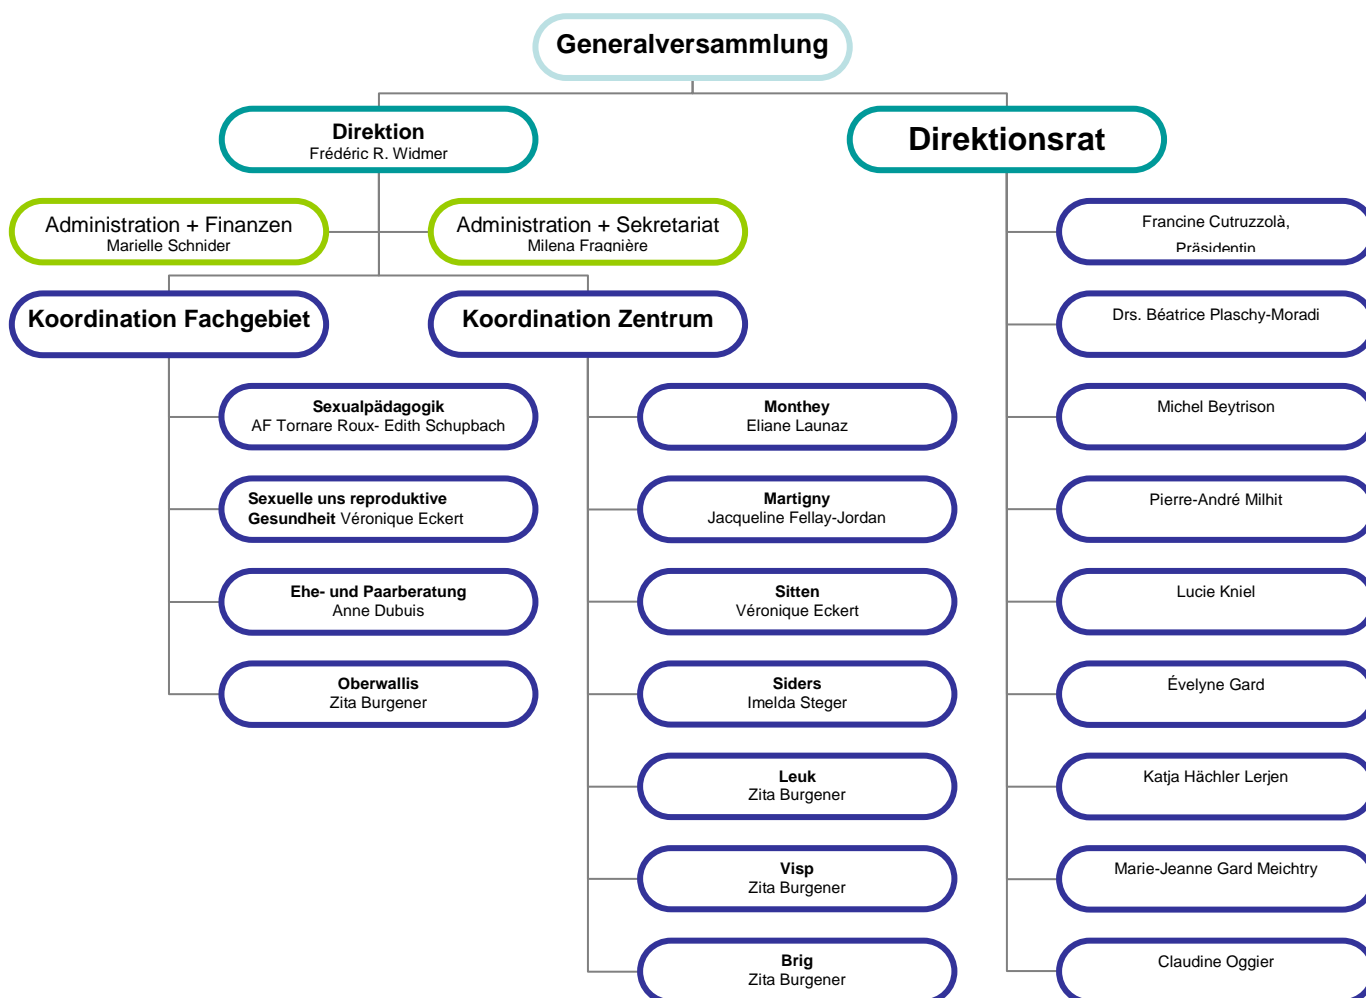 Generalversammlung
Direktion
Frédéric R. Widmer
Direktionsrat
Administration + Finanzen
Marielle Schnider
Administration + Sekretariat
Milena Fragnière
Koordination Fachgebiet
Koordination Zentrum
Sexualpädagogik
AF Tornare Roux- Edith Schupbach
Sexuelle uns reproduktive
Gesundheit Véronique Eckert
Ehe- und Paarberatung
Anne Dubuis
Oberwallis
Zita Burgener
Monthey
Eliane Launaz
Martigny
Jacqueline Fellay-Jordan
Sitten
Véronique Eckert
Siders
Imelda Steger
Leuk
Zita Burgener
Visp
Zita Burgener
Brig
Zita Burgener
Francine Cutruzzolà,
Präsidentin
Drs. Béatrice Plaschy-Moradi
Michel Beytrison
Pierre-André Milhit
Lucie Kniel
Évelyne Gard
Katja Hächler Lerjen
Marie-Jeanne Gard Meichtry
Claudine Oggier